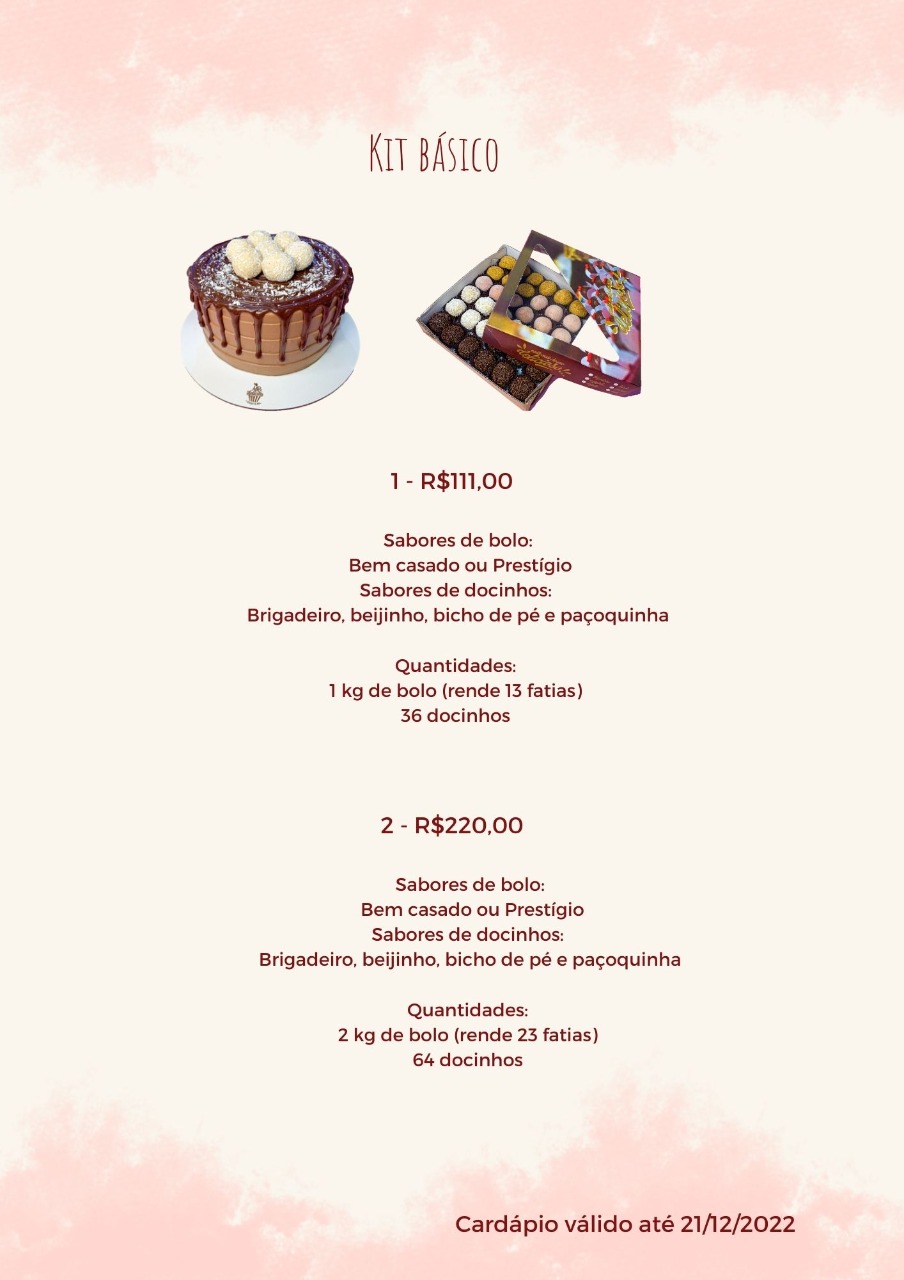 Kit básico
1 - R$111,00
Sabores de bolo:
Bem casado ou Prestígio
Sabores de docinhos:
Brigadeiro, beijinho, bicho de pé e paçoquinha
Quantidades:
1 kg de bolo (rende 13 fatias)
36 docinhos
2 - R$220,00
Sabores de bolo:
Bem casado ou Prestígio
Sabores de docinhos:
Brigadeiro, beijinho, bicho de pé e paçoquinha
Quantidades:
2 kg de bolo (rende 23 fatias)
64 docinhos
Cardápio válido até 21/12/2022